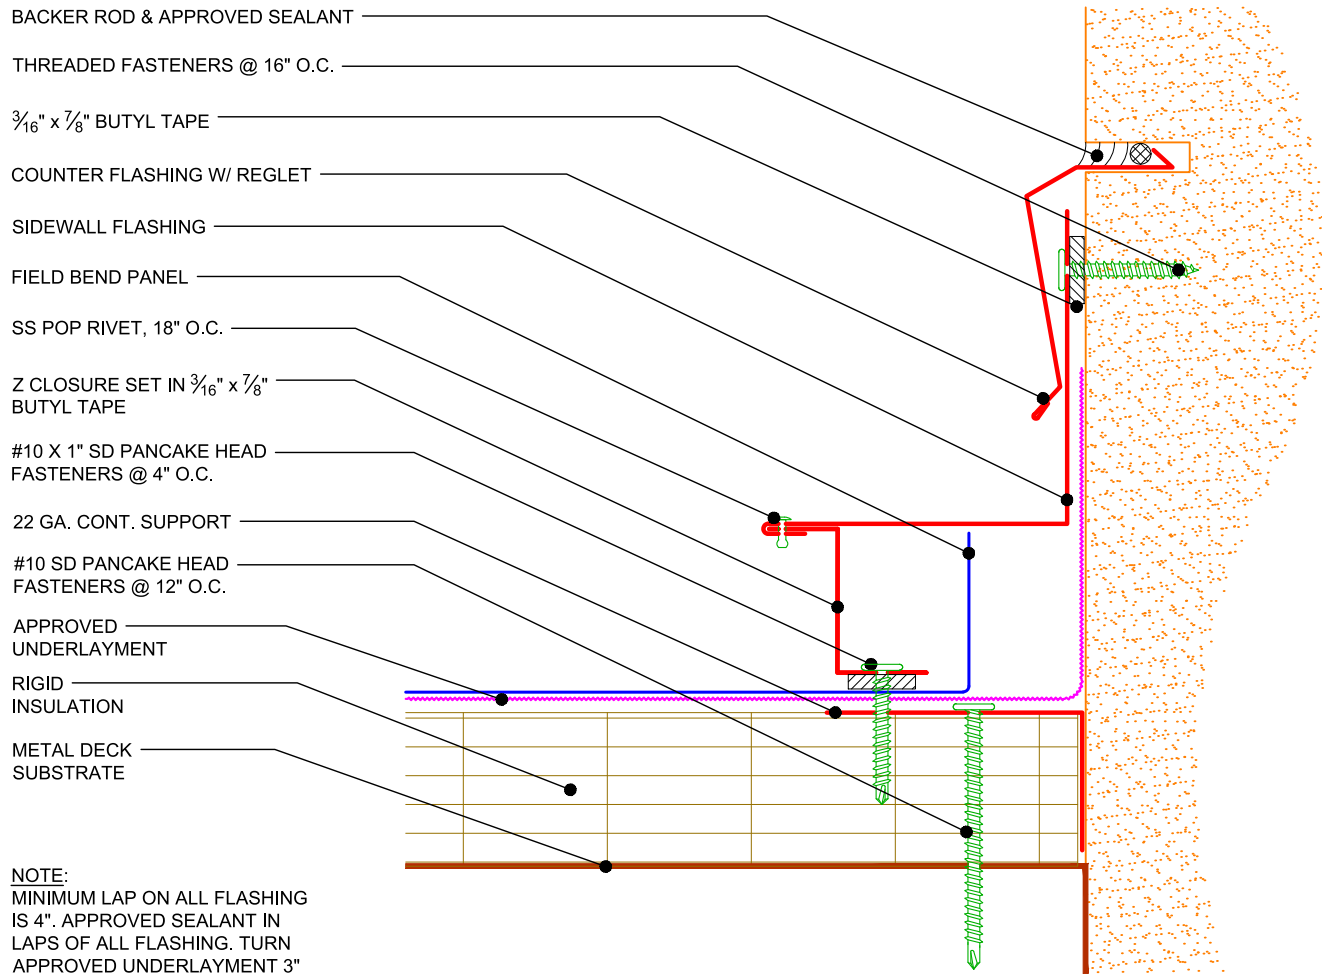 BACKER ROD & APPROVED SEALANT
THREADED FASTENERS @ 16" O.C.
3/16" x 7/8" BUTYL TAPE
COUNTER FLASHING W/ REGLET
SIDEWALL FLASHING
FIELD BEND PANEL
SS POP RIVET, 18" O.C.
Z CLOSURE SET IN 3/16" x 7/8"
BUTYL TAPE
#10 X 1" SD PANCAKE HEAD
FASTENERS @ 4" O.C.
22 GA. CONT. SUPPORT
#10 SD PANCAKE HEAD
FASTENERS @ 12" O.C.
APPROVED
UNDERLAYMENT
RIGID
INSULATION
METAL DECK
SUBSTRATE
NOTE:
MINIMUM LAP ON ALL FLASHING
IS 4". APPROVED SEALANT IN
LAPS OF ALL FLASHING. TURN
APPROVED UNDERLAYMENT 3"